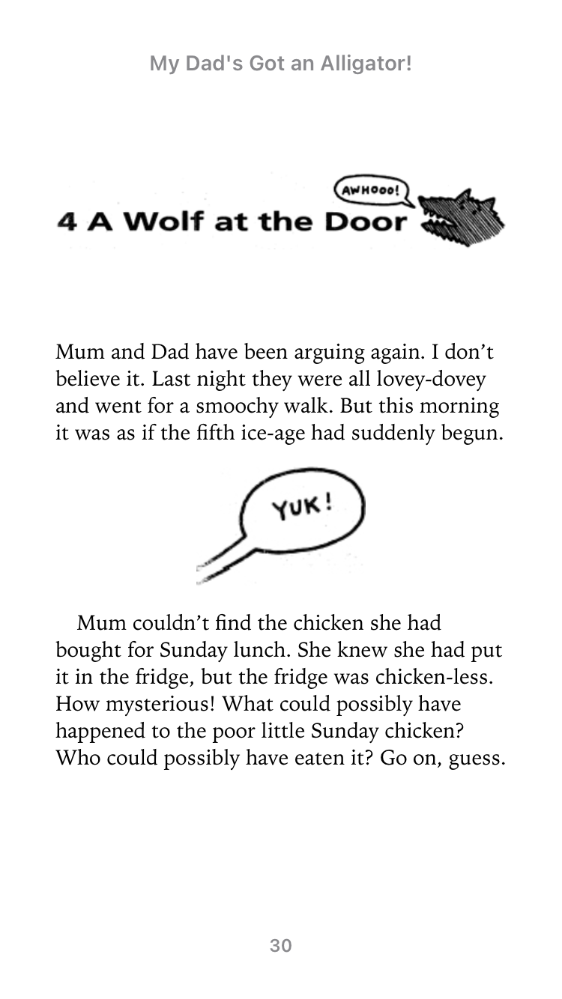 My Dad's Got an Alligator!
AWHOOO!
4 A Wolf at the Door
Mum and Dad have been arguing again. I don’t
believe it. Last night they were all lovey-dovey
and went for a smoochy walk. But this morning
it was as if the fifth ice-age had suddenly begun.
YUK!
Mum couldn’t find the chicken she had
bought for Sunday lunch. She knew she had put
it in the fridge, but the fridge was chicken-less.
How mysterious! What could possibly have
happened to the poor little Sunday chicken?
Who could possibly have eaten it? Go on, guess.
30